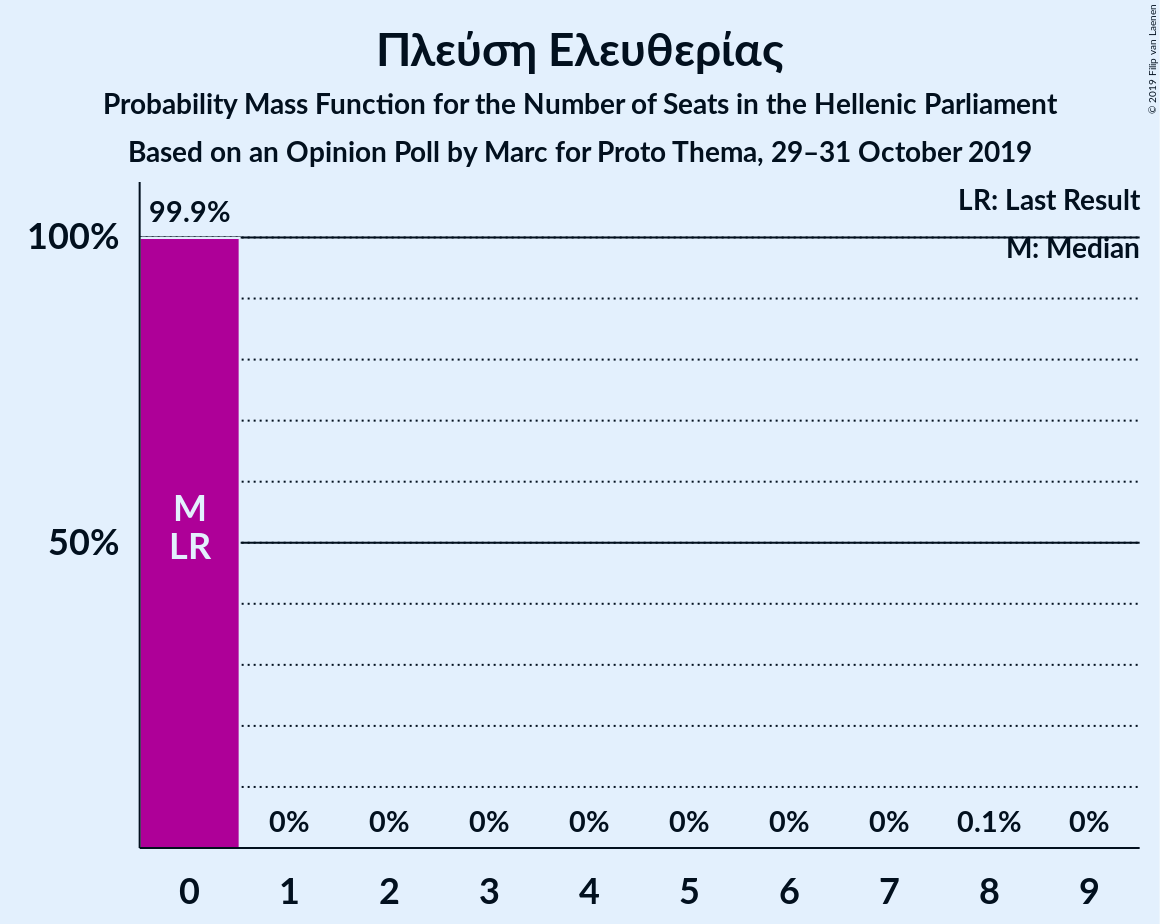 Πλεύση Ελευθερίας
Probability Mass Function for the Number of Seats in the Hellenic Parliament
Based on an Opinion Poll by Marc for Proto Thema, 29–31 October 2019
© 2019 Filip van Laenen
LR: Last Result
M: Median
99.9%
100%
50%
M
LR
0% 0% 0% 0% 0% 0% 0% 0.1% 0%
0 1 2 3 4 5 6 7 8 9